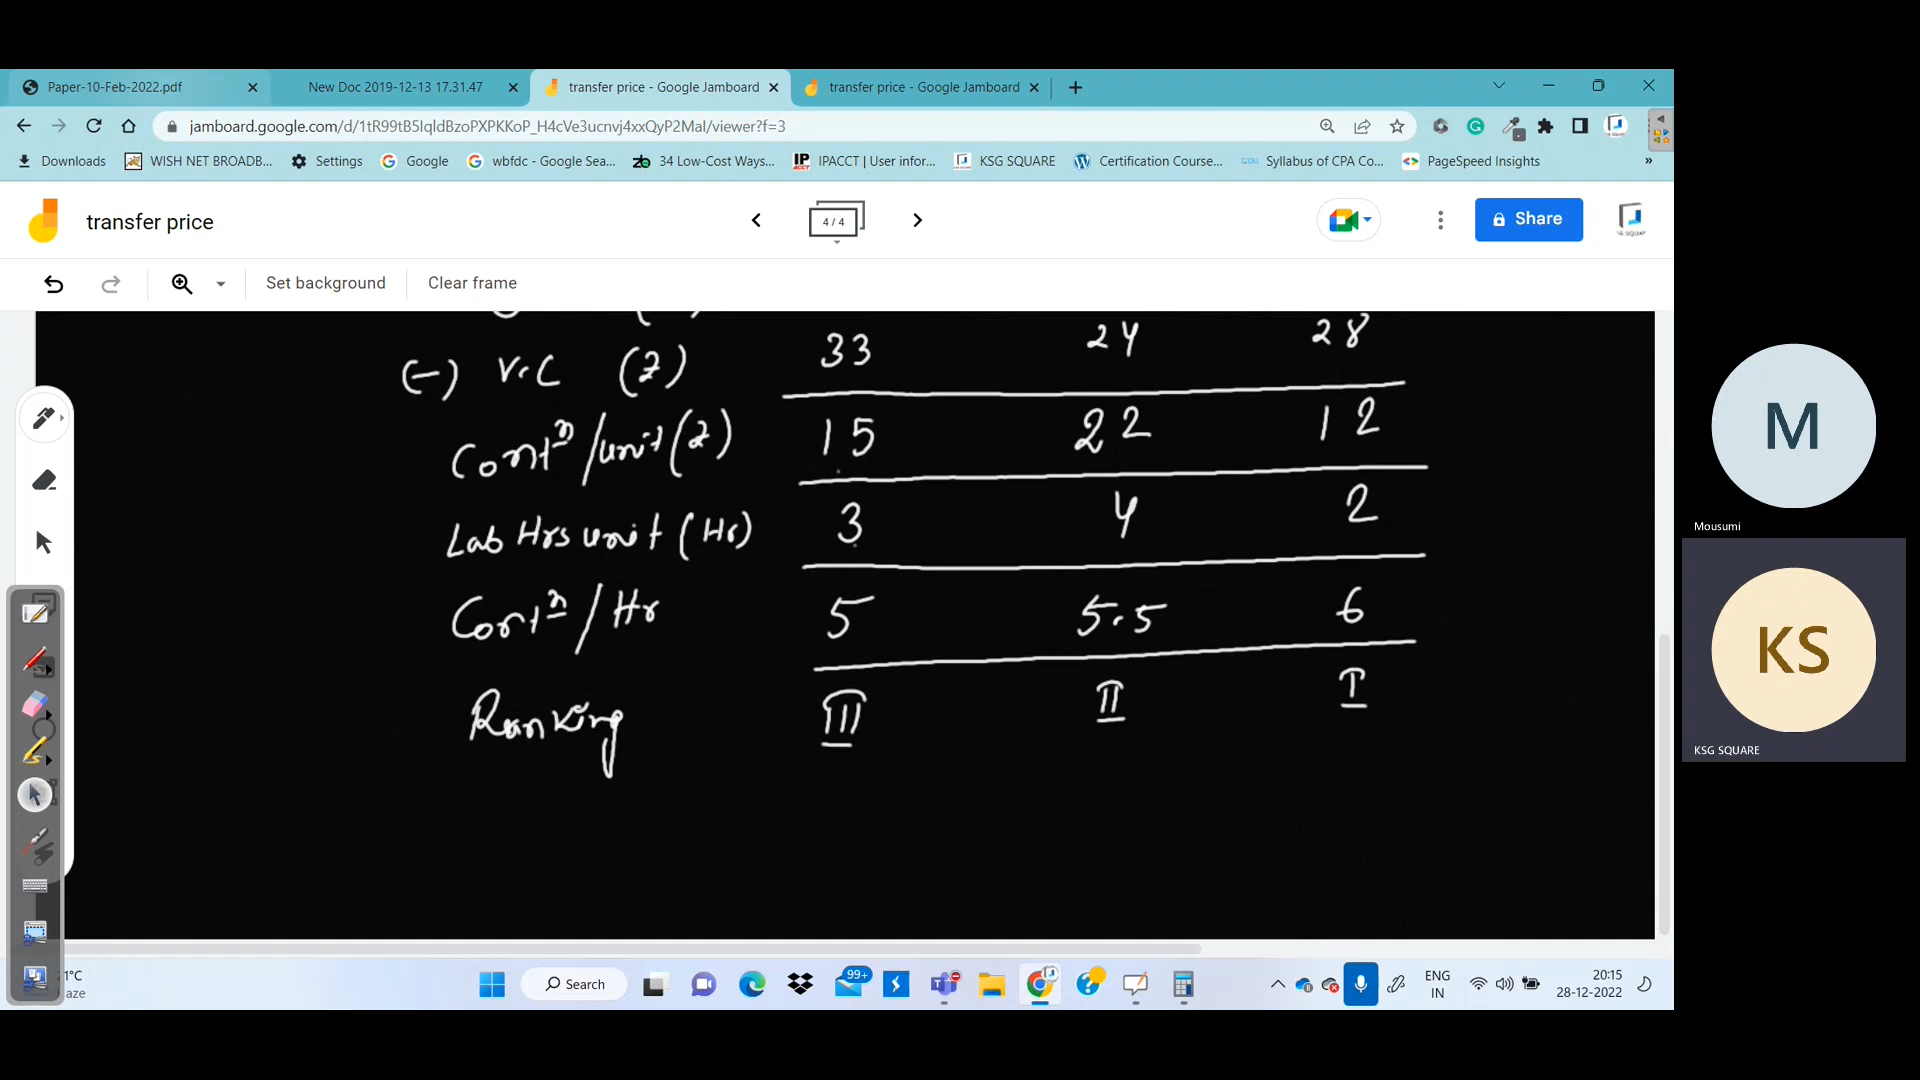 Paper-10-Feb-2022.pdf
New Doc 2019-12-13 17.31.47
transfer price - Google Jamboard
transfer price - Google Jamboard
jamboard.google.com/d/1tR99tB5IqldBzoPXPKKoP_H4cVe3ucnvj4xxQyP2MaI/viewer?f=3
Downloads WISH NET BROADB... Settings Google wbfdc - Google Sea... 34 Low-Cost Ways... IPACCT | User infor... KSG SQUARE Certification Course... Syllabus of CPA Co... PageSpeed Insights »
transfer price
4 / 4
Share
Set background Clear frame
(-) V.C (₹) 33 24 28
Contⁿ/unit(₹) 15 22 12
Lab Hrs unit (Hr) 3 4 2
Contⁿ/Hr 5 5.5 6
Ranking III II I
M
Mousumi
KS
KSG SQUARE
1°C
aze
Search
99+
ENG
IN
20:15
28-12-2022